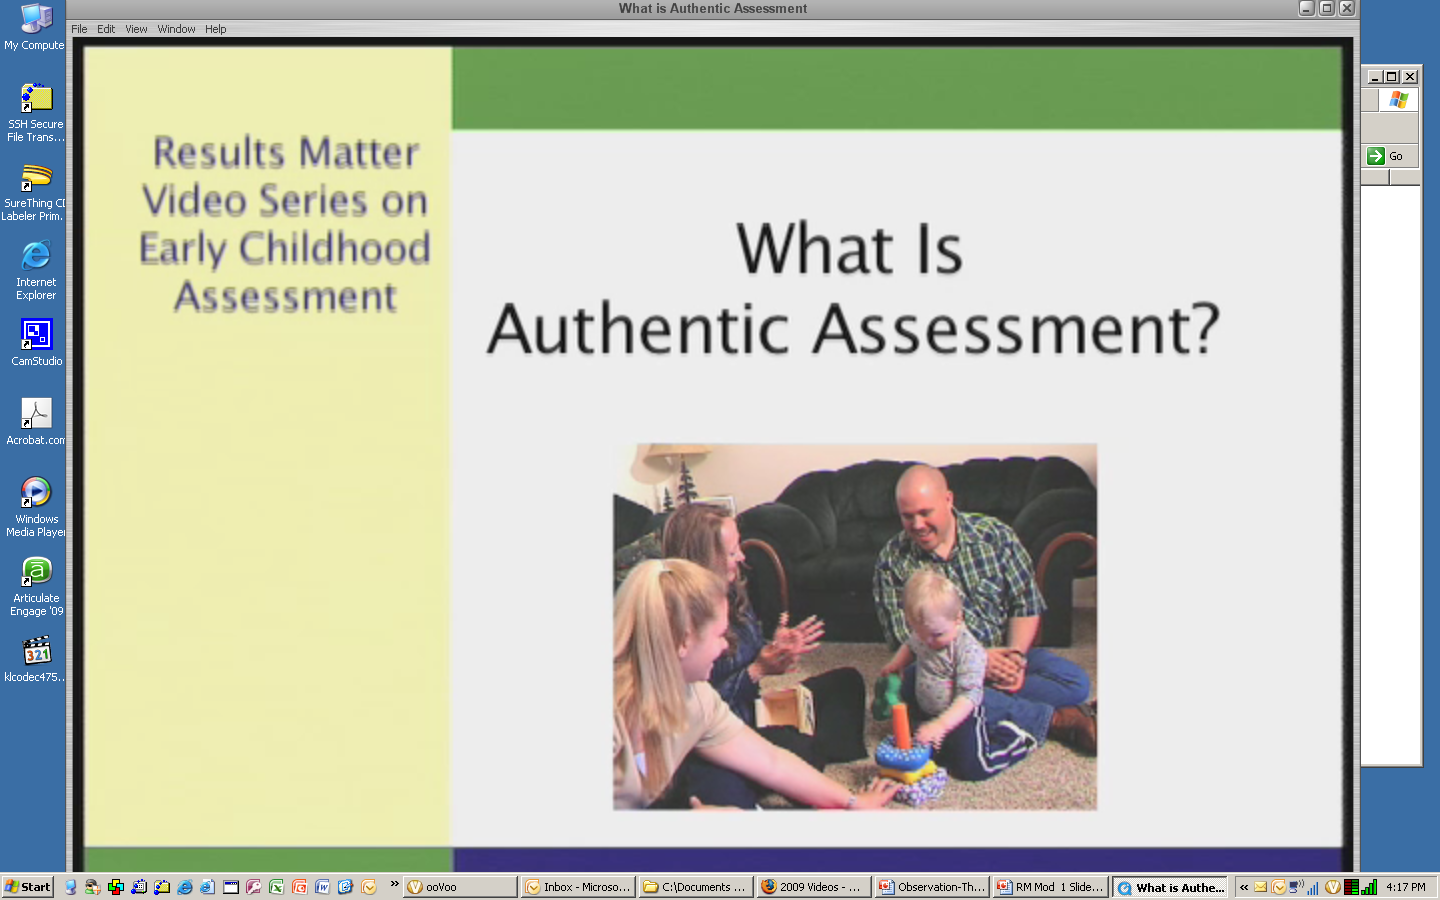 What is Authentic Assessment
File Edit View Window Help
My Compute
SSH Secure
File Trans...
SureThing CD
Labeler Prim...
Internet
Explorer
CamStudio
Acrobat.com
Windows
Media Player
Articulate
Engage '09
klcodec475...
Results Matter
Video Series on
Early Childhood
Assessment
What Is
Authentic Assessment?
Go
Start
ooVoo
Inbox - Microso...
C:\Documents ...
2009 Videos - ...
Observation-Th...
RM Mod 1 Slide...
What is Authe...
4:17 PM